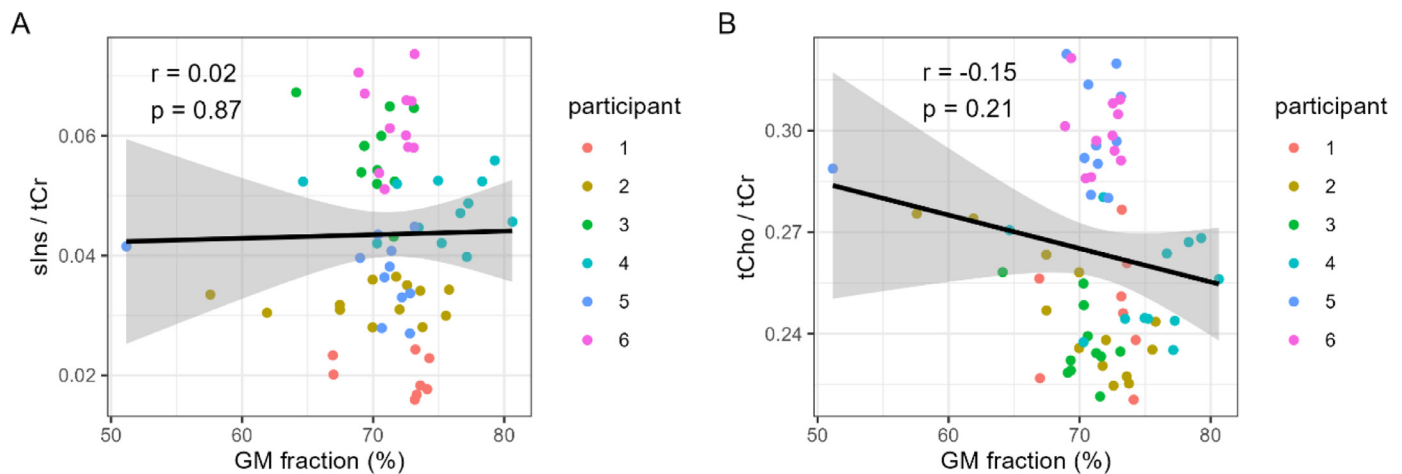 A
r = 0.02
p = 0.87
sIns / tCr
0.06
0.04
0.02
50 60 70 80
GM fraction (%)
participant
1
2
3
4
5
6
B
r = -0.15
p = 0.21
tCho / tCr
0.30
0.27
0.24
50 60 70 80
GM fraction (%)
participant
1
2
3
4
5
6